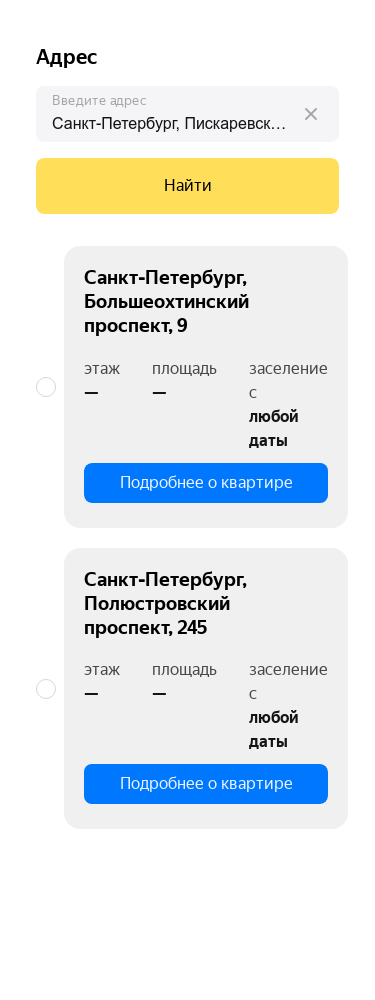 Адрес
Введите адрес
Санкт-Петербург, Пискаревск...
Найти
Санкт-Петербург,
Большеохтинский
проспект, 9
этаж площадь заселение
— — с
любой
даты
Подробнее о квартире
Санкт-Петербург,
Полюстровский
проспект, 245
этаж площадь заселение
— — с
любой
даты
Подробнее о квартире